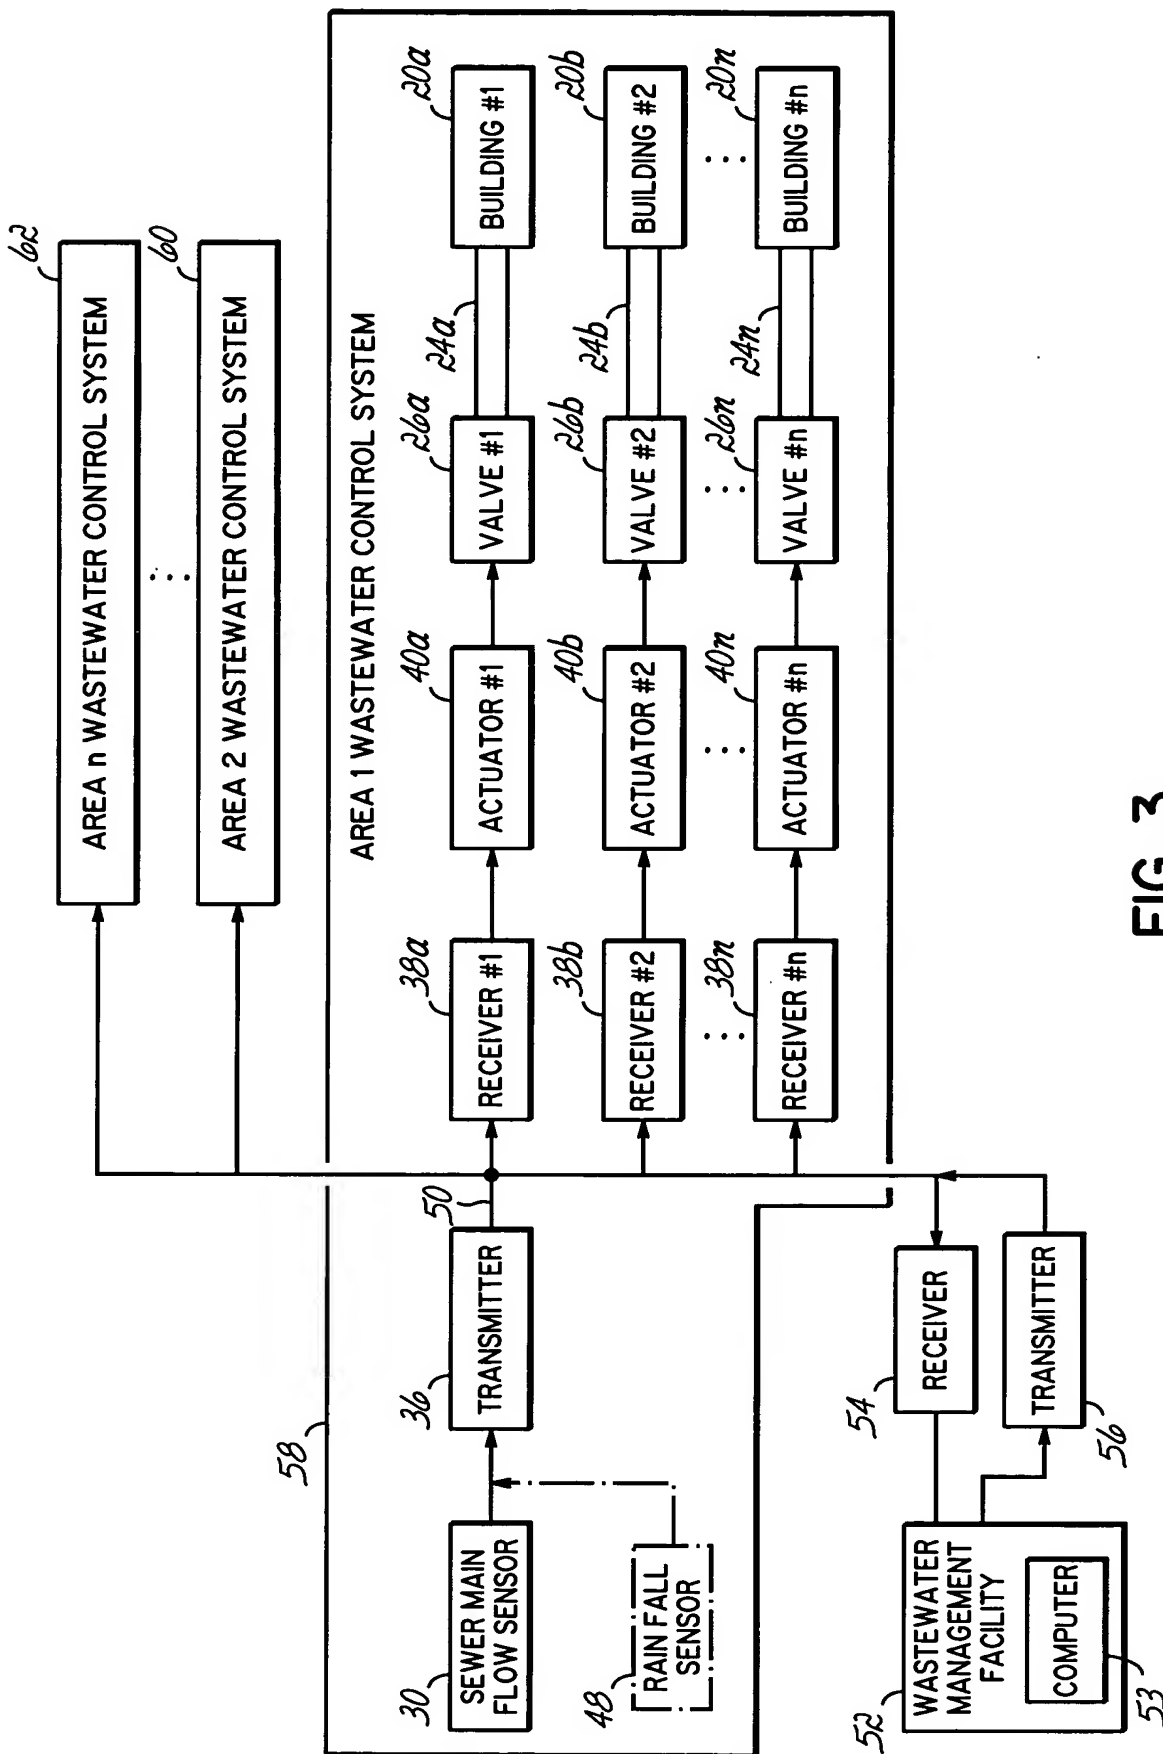 62
AREA n WASTEWATER CONTROL SYSTEM
...
60
AREA 2 WASTEWATER CONTROL SYSTEM
58
AREA 1 WASTEWATER CONTROL SYSTEM
30
SEWER MAIN
FLOW SENSOR
36
TRANSMITTER
50
38a
RECEIVER #1
40a
ACTUATOR #1
26a
VALVE #1
24a
20a
BUILDING #1
48
RAIN FALL
SENSOR
38b
RECEIVER #2
40b
ACTUATOR #2
26b
VALVE #2
24b
20b
BUILDING #2
...
38n
RECEIVER #n
...
40n
ACTUATOR #n
...
26n
VALVE #n
24n
...
20n
BUILDING #n
52
WASTEWATER
MANAGEMENT
FACILITY
COMPUTER
53
54
RECEIVER
TRANSMITTER
56
FIG. 3